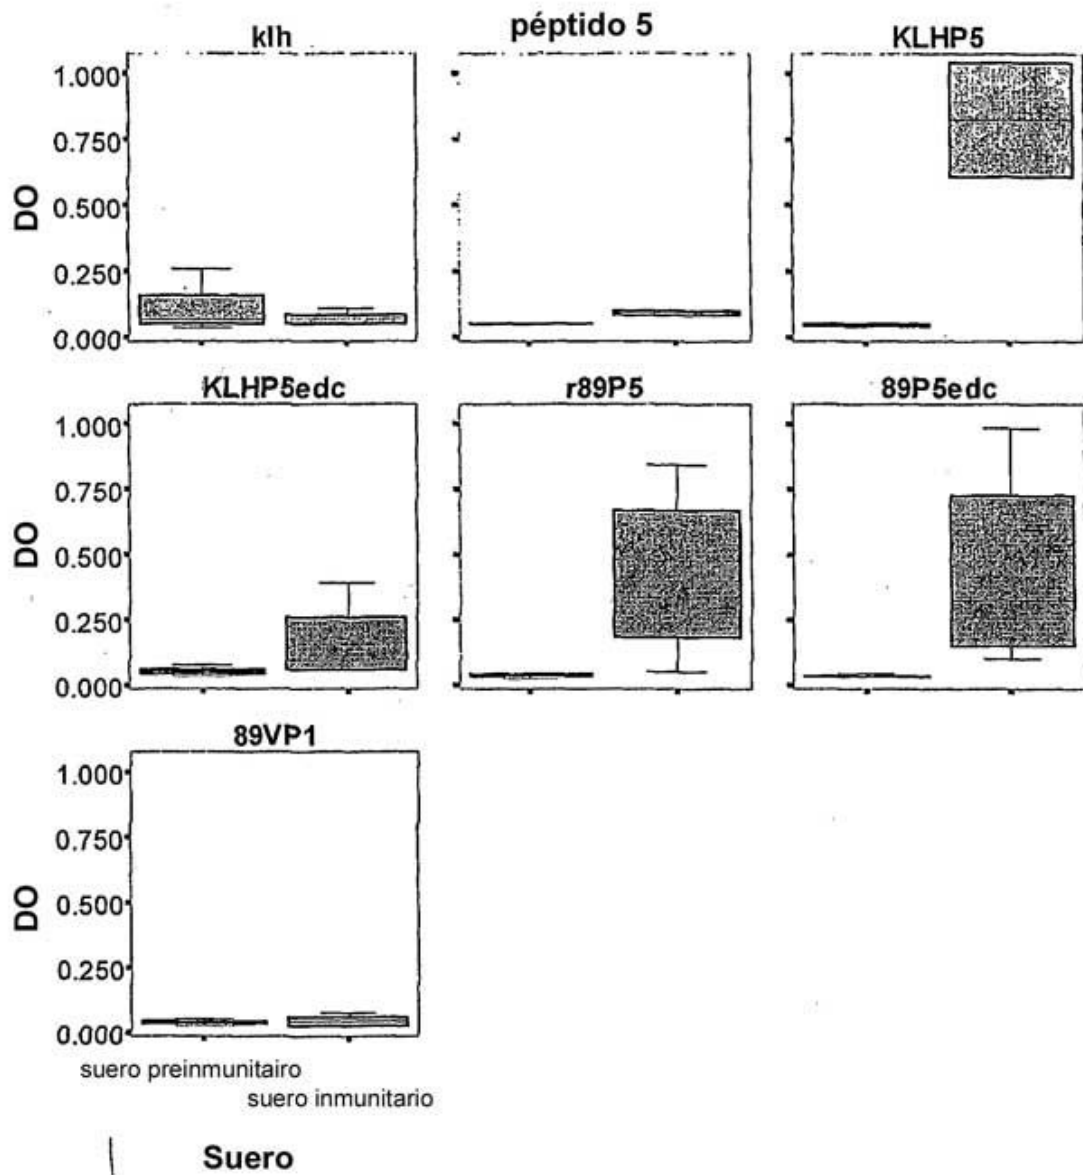 klh
péptido 5
KLHP5
1.000
0.750
DO
0.500
0.250
0.000
KLHP5edc
r89P5
89P5edc
1.000
0.750
DO
0.500
0.250
0.000
89VP1
1.000
0.750
DO
0.500
0.250
0.000
suero preinmunitairo
suero inmunitario
Suero